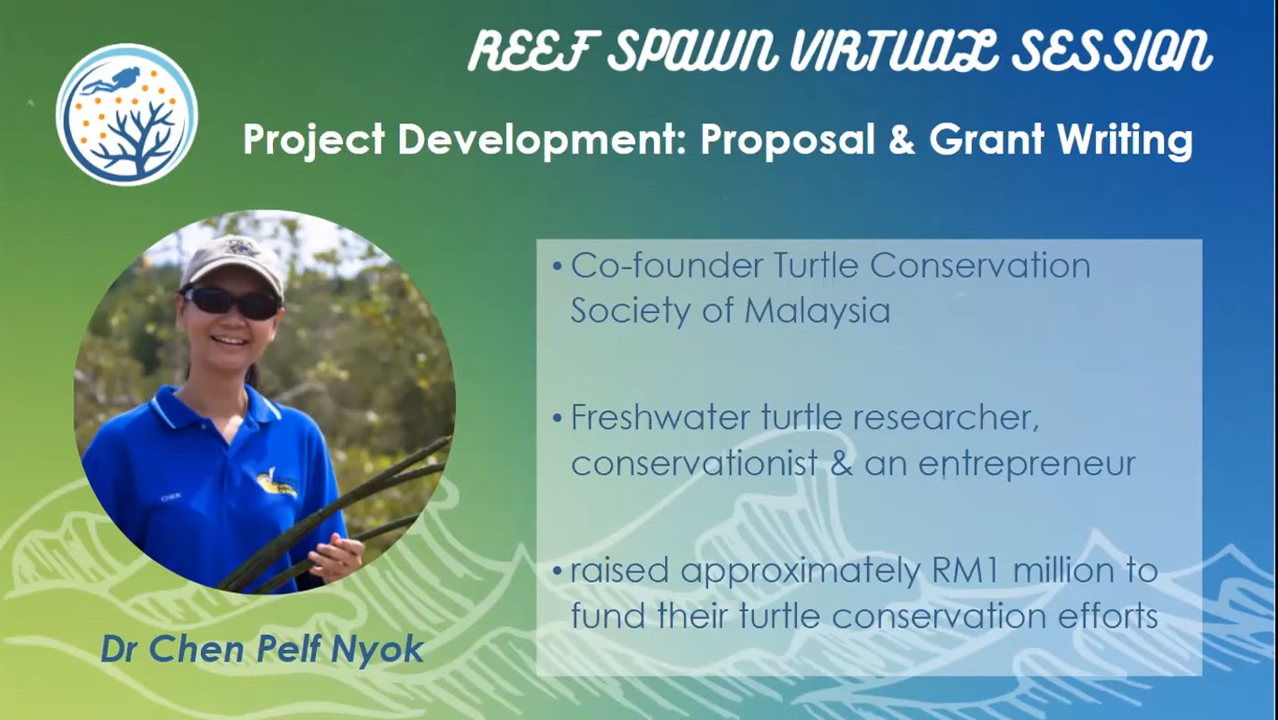 REEF SPAWN VIRTUAL SESSION
Project Development: Proposal & Grant Writing
• Co-founder Turtle Conservation
Society of Malaysia
• Freshwater turtle researcher,
conservationist & an entrepreneur
• raised approximately RM1 million to
fund their turtle conservation efforts
CHEN
Dr Chen Pelf Nyok